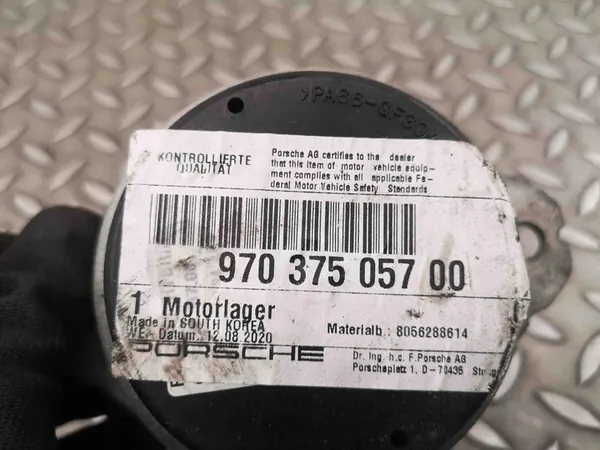 >PA66-GF30
KONTROLLIERTE
QUALITÄT
Porsche AG certifies to the dealer
that this item of motor vehicle equip-
ment complies with all applicable Fe-
deral Motor Vehicle Safety Standards
970 375 057 00
1 Motorlager
Made in SOUTH KOREA
WE - Datum: 12.08.2020
Materialb.: 8056288614
PORSCHE
Dr. Ing. h.c. F.Porsche AG
Porscheplatz 1, D-70435